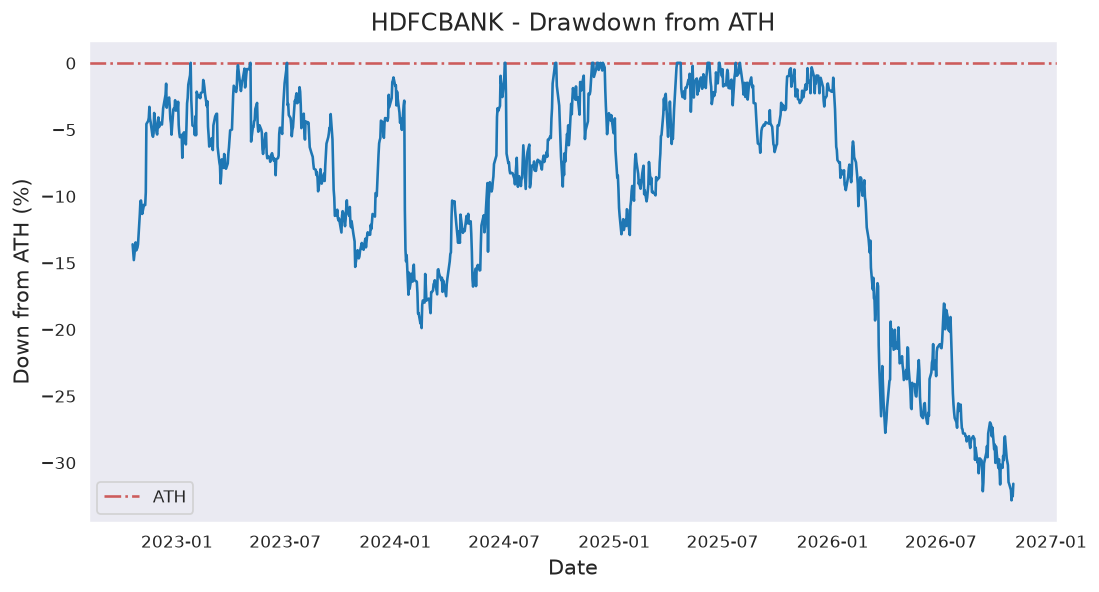 HDFCBANK - Drawdown from ATH
Down from ATH (%)
0
−5
−10
−15
−20
−25
−30
ATH
2023-01 2023-07 2024-01 2024-07 2025-01 2025-07 2026-01 2026-07 2027-01
Date